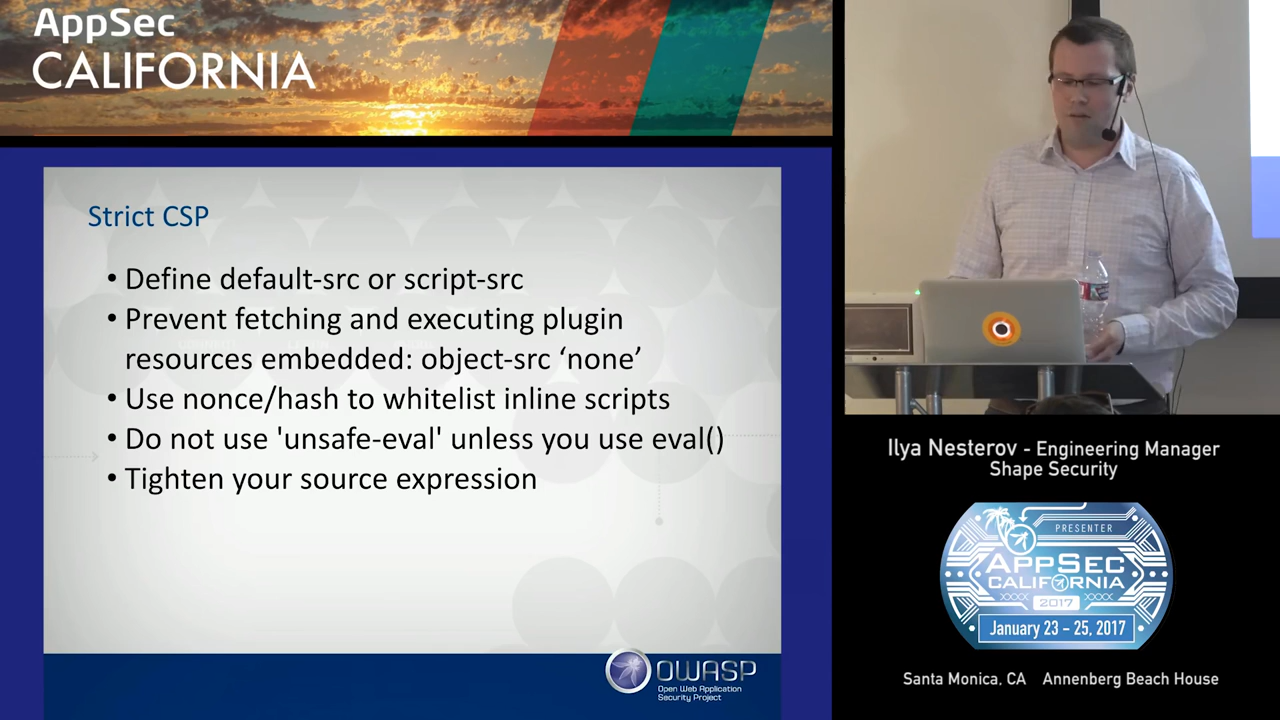 AppSec
CALIFORNIA
Strict CSP
• Define default-src or script-src
• Prevent fetching and executing plugin
resources embedded: object-src ‘none’
• Use nonce/hash to whitelist inline scripts
• Do not use 'unsafe-eval' unless you use eval()
• Tighten your source expression
OWASP
Open Web Application
Security Project
Ilya Nesterov - Engineering Manager
Shape Security
PRESENTER
APPSEC
CALIFORNIA
2017
January 23 – 25, 2017
Santa Monica, CA Annenberg Beach House